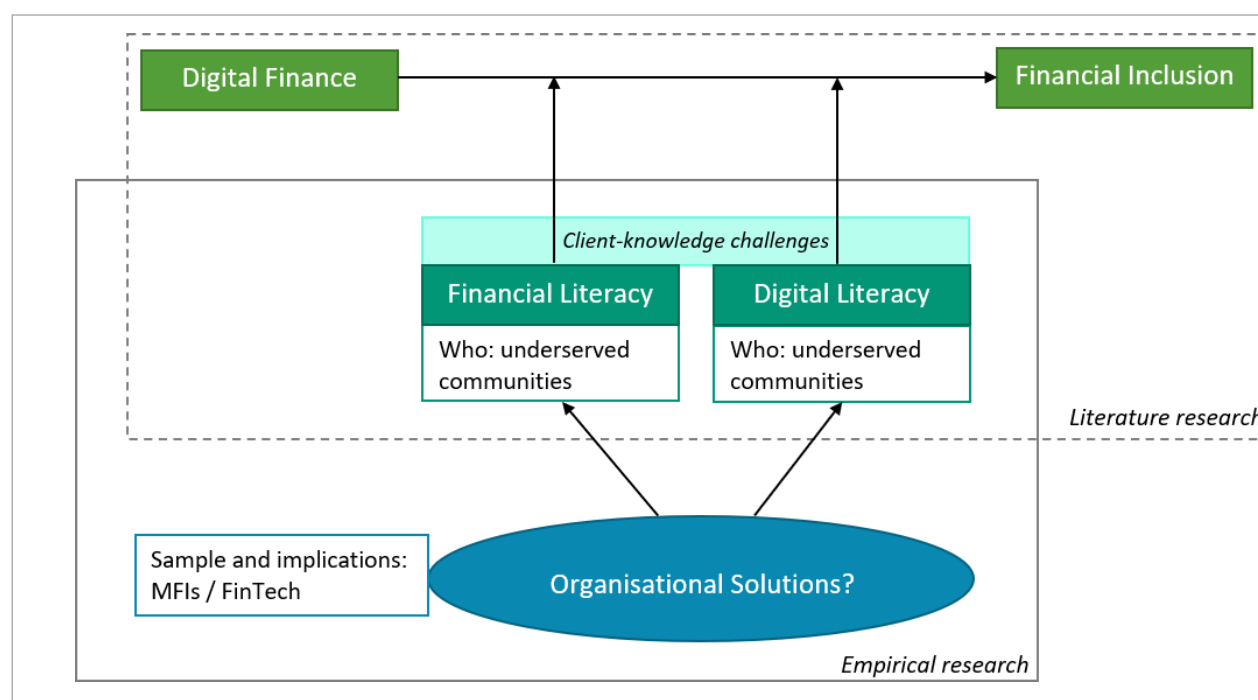 Digital Finance
Financial Inclusion
Client-knowledge challenges
Financial Literacy
Digital Literacy
Who: underserved
communities
Who: underserved
communities
Literature research
Sample and implications:
MFIs / FinTech
Organisational Solutions?
Empirical research